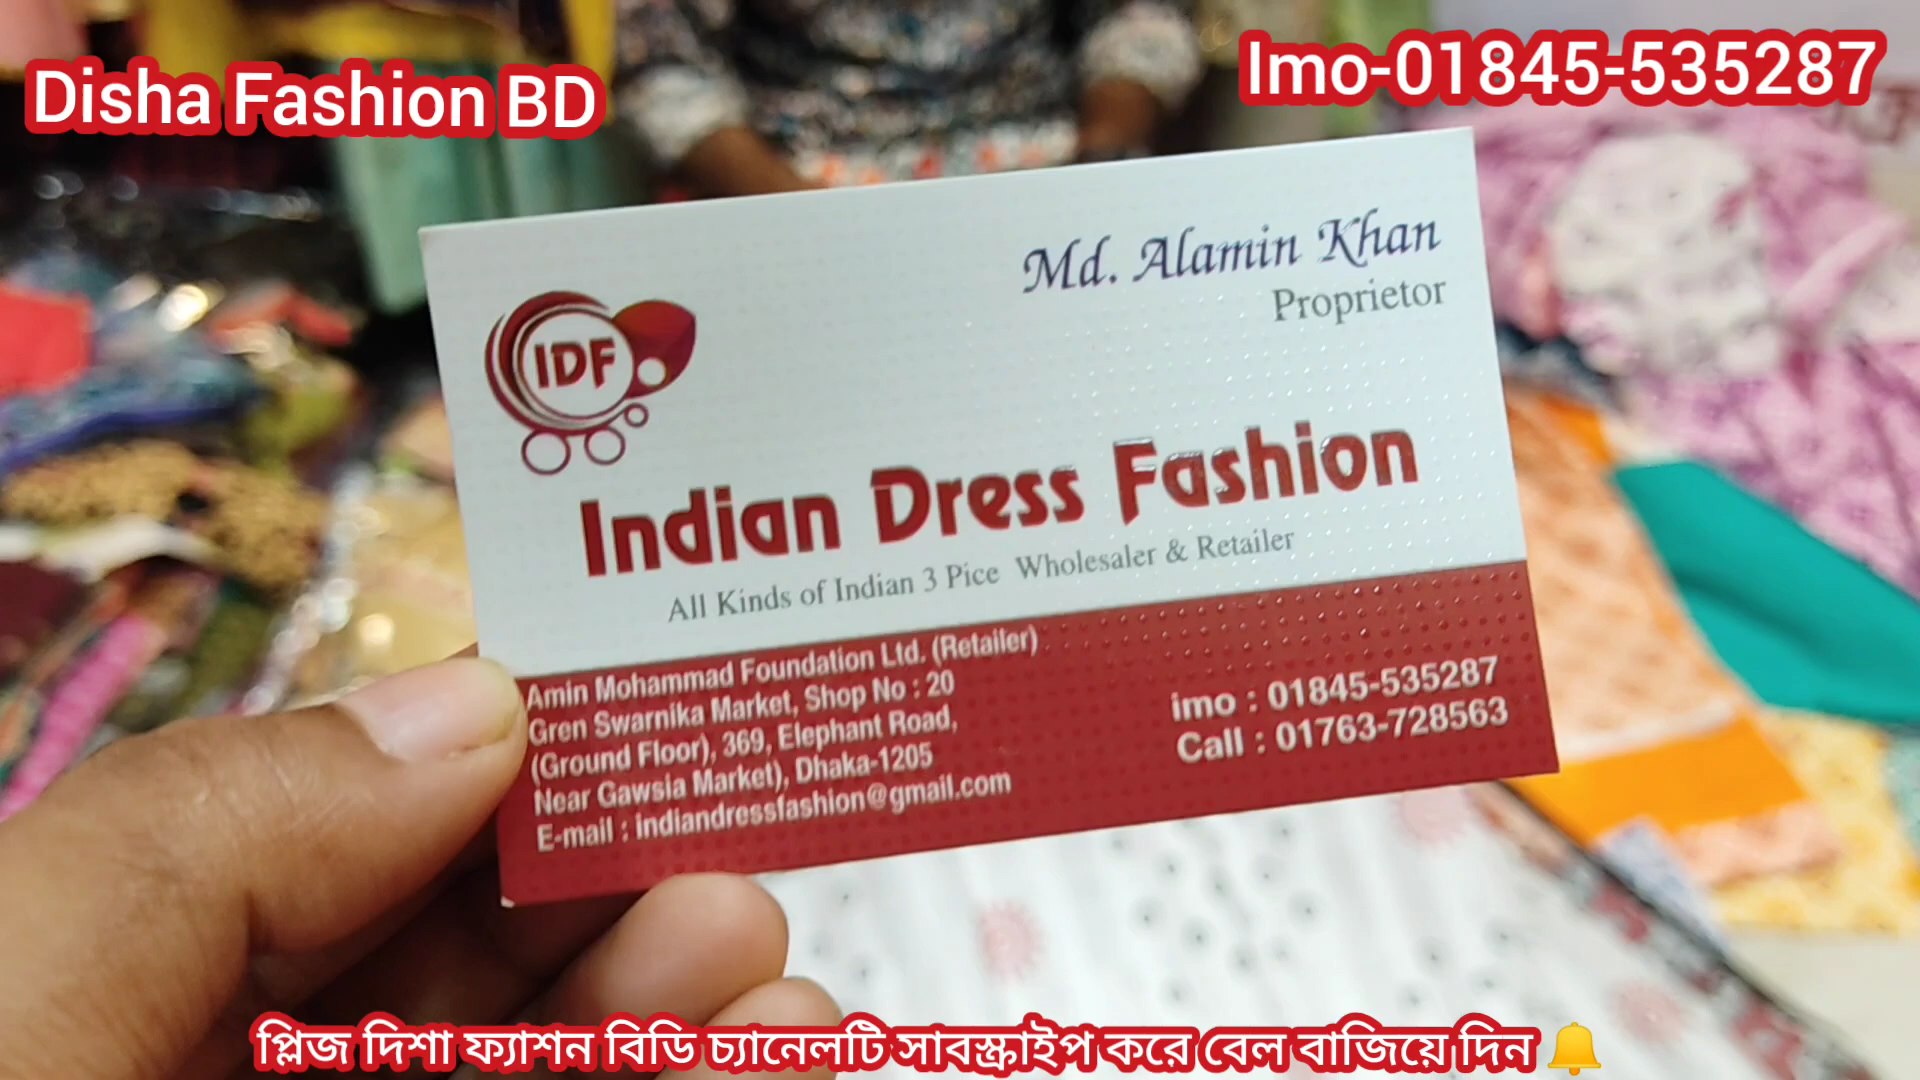 Disha Fashion BD
Imo-01845-535287
Md. Alamin Khan
Proprietor
IDF
Indian Dress Fashion
All Kinds of Indian 3 Pice Wholesaler & Retailer
Amin Mohammad Foundation Ltd. (Retailer)
Gren Swarnika Market, Shop No : 20
(Ground Floor), 369, Elephant Road,
Near Gawsia Market), Dhaka-1205
E-mail : indiandressfashion@gmail.com
imo : 01845-535287
Call : 01763-728563
প্লিজ দিশা ফ্যাশন বিডি চ্যানেলটি সাবস্ক্রাইপ করে বেল বাজিয়ে দিন 🔔